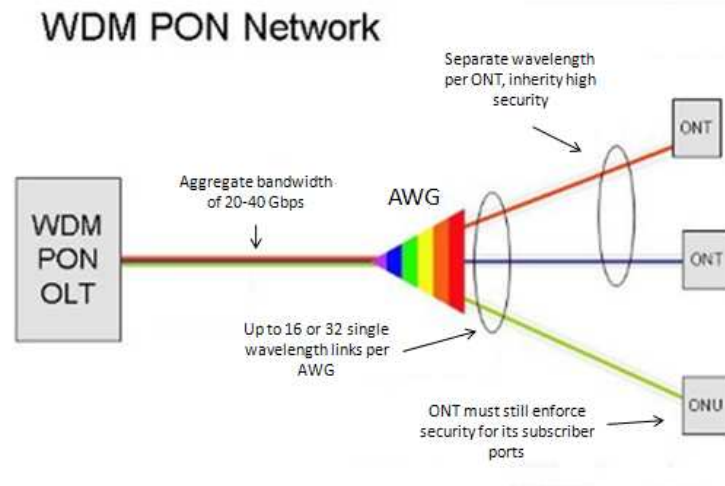 WDM PON Network
Separate wavelength
per ONT, inherity high
security
ONT
Aggregate bandwidth
of 20-40 Gbps
AWG
WDM
PON
OLT
ONT
Up to 16 or 32 single
wavelength links per
AWG
ONT must still enforce
security for its subscriber
ports
ONU